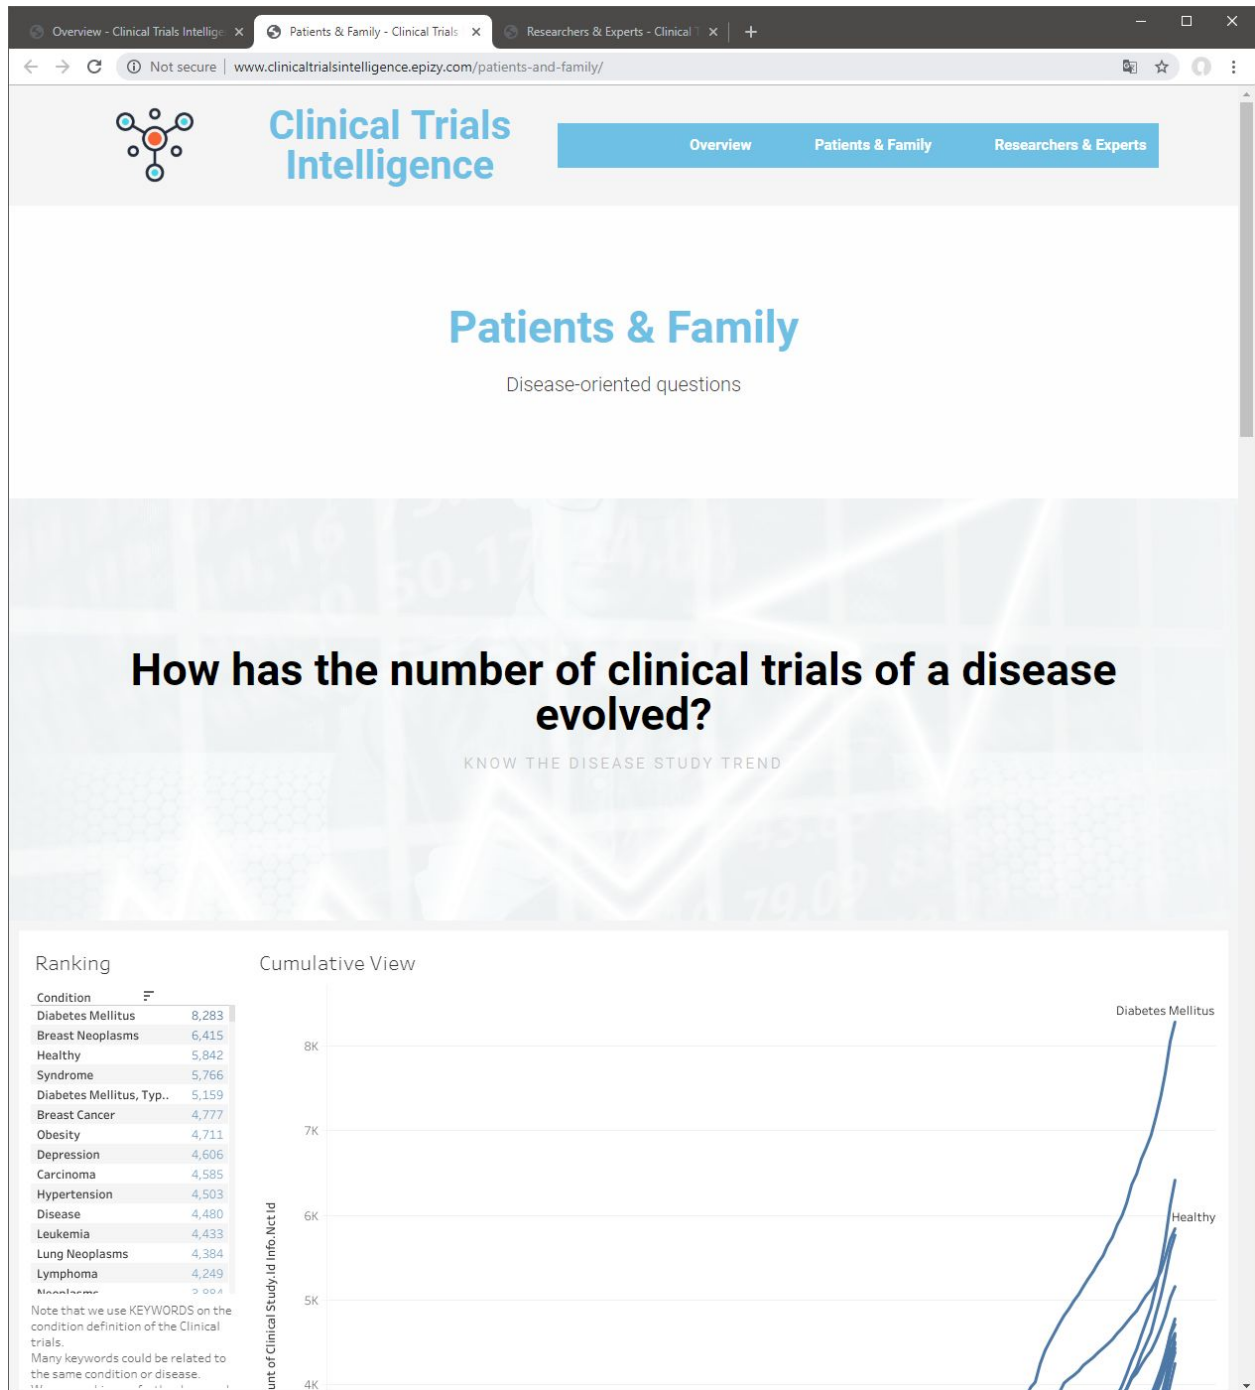 Overview - Clinical Trials Intellige
Patients & Family - Clinical Trials
Researchers & Experts - Clinical T
Not secure | www.clinicaltrialsintelligence.epizy.com/patients-and-family/
Clinical Trials
Intelligence
Overview
Patients & Family
Researchers & Experts
Patients & Family
Disease-oriented questions
How has the number of clinical trials of a disease
evolved?
KNOW THE DISEASE STUDY TREND
Ranking
Condition
Diabetes Mellitus 8,283
Breast Neoplasms 6,415
Healthy 5,842
Syndrome 5,766
Diabetes Mellitus, Typ.. 5,159
Breast Cancer 4,777
Obesity 4,711
Depression 4,606
Carcinoma 4,585
Hypertension 4,503
Disease 4,480
Leukemia 4,433
Lung Neoplasms 4,384
Lymphoma 4,249
Neoplasms 3,884
Note that we use KEYWORDS on the
condition definition of the Clinical
trials.
Many keywords could be related to
the same condition or disease.
Cumulative View
Diabetes Mellitus
Healthy
8K
7K
6K
5K
4K
unt of Clinical Study.Id Info.Nct Id